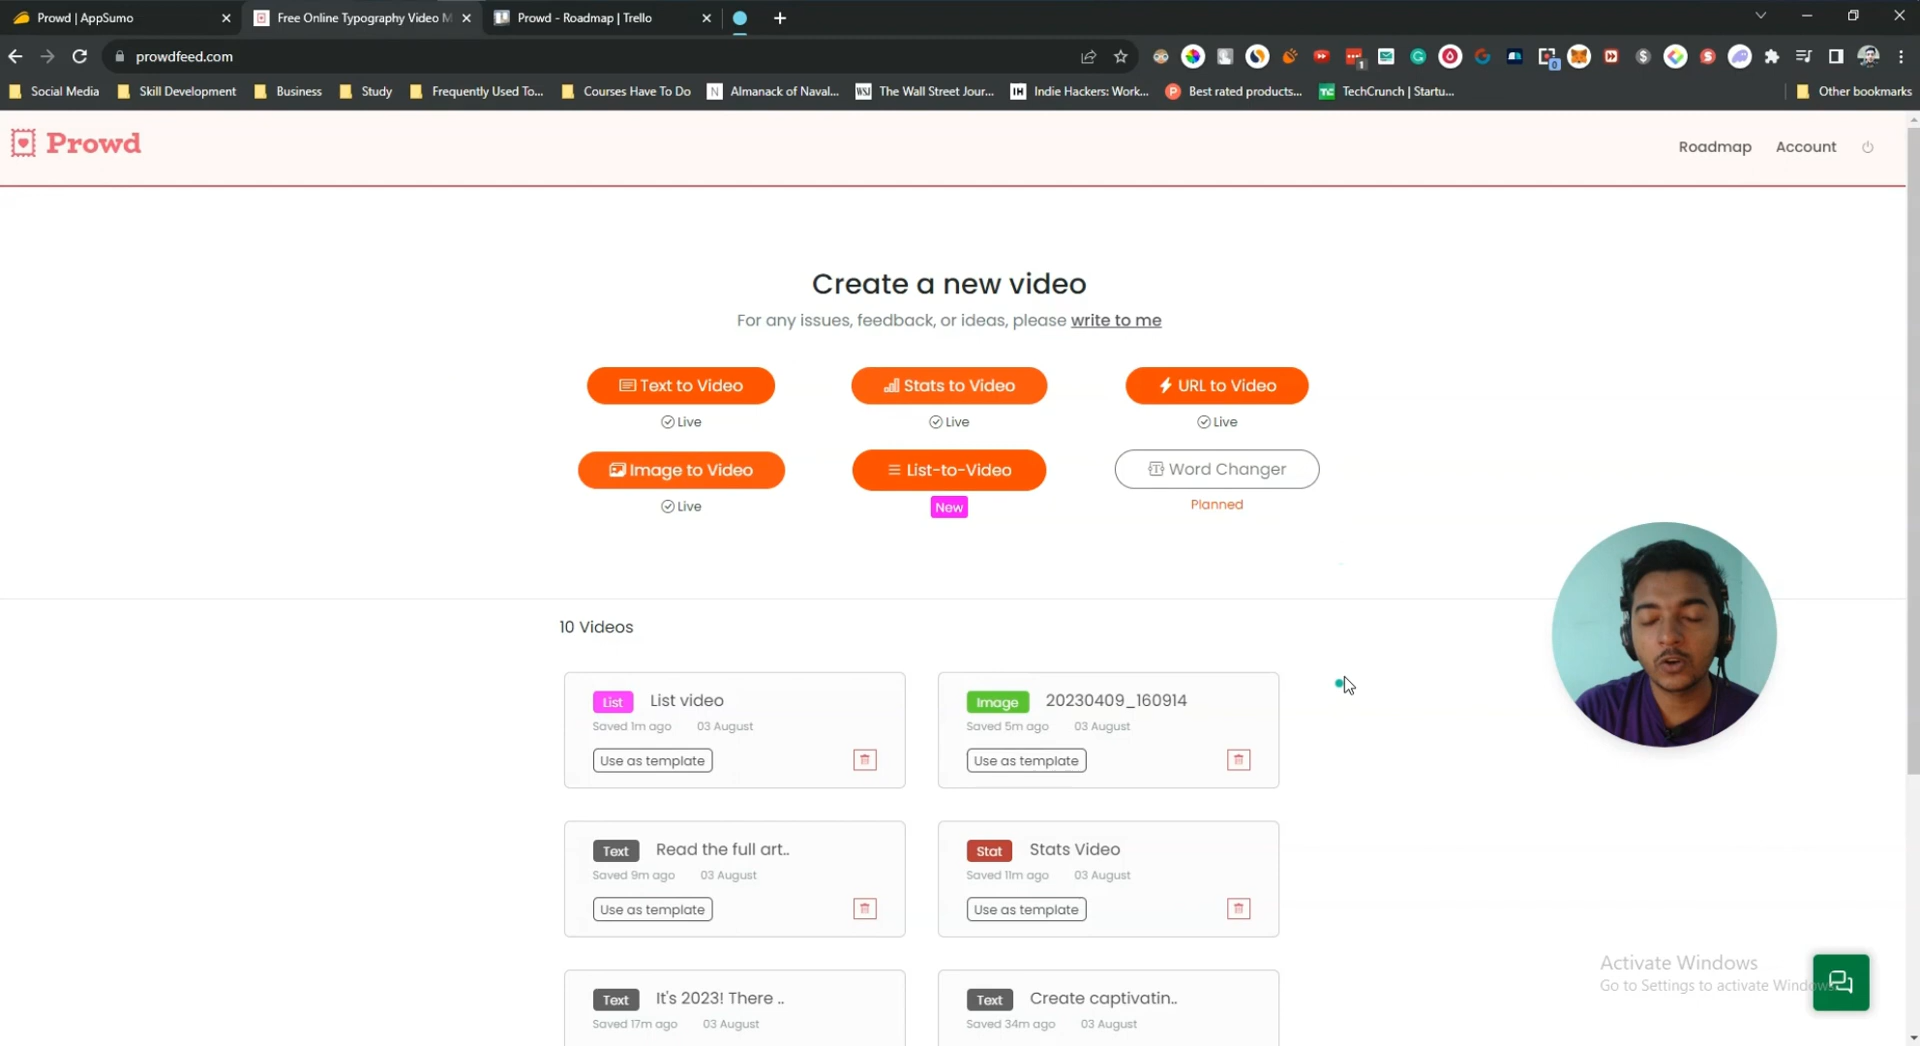 Prowd | AppSumo
Free Online Typography Video M
Prowd - Roadmap | Trello
prowdfeed.com
Social Media
Skill Development
Business
Study
Frequently Used To...
Courses Have To Do
Almanack of Naval...
The Wall Street Jour...
Indie Hackers: Work...
Best rated products...
TechCrunch | Startu...
Other bookmarks
Prowd
Roadmap
Account
Create a new video
For any issues, feedback, or ideas, please write to me
Text to Video
Stats to Video
URL to Video
Live
Live
Live
Image to Video
List-to-Video
Word Changer
Live
New
Planned
10 Videos
List List video
Saved 1m ago 03 August
Use as template
Image 20230409_160914
Saved 5m ago 03 August
Use as template
Text Read the full art..
Saved 9m ago 03 August
Use as template
Stat Stats Video
Saved 11m ago 03 August
Use as template
Text It's 2023! There ..
Saved 17m ago 03 August
Text Create captivatin..
Saved 34m ago 03 August
Activate Windows
Go to Settings to activate Windows